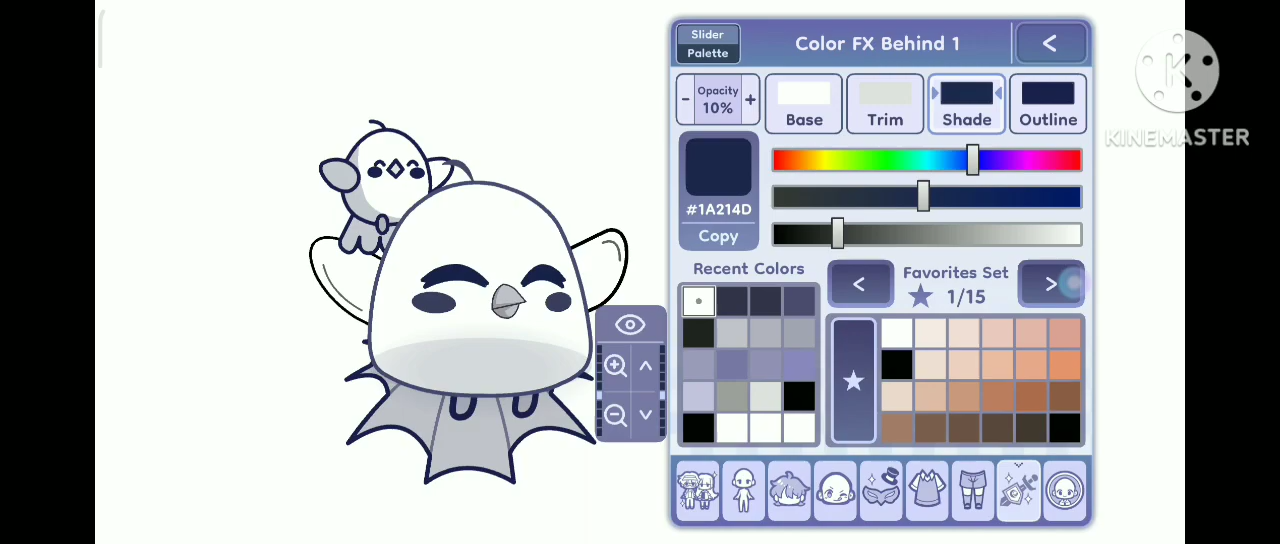 Slider
Palette
Color FX Behind 1
<
- Opacity +
10%
Base
Trim
Shade
Outline
K
KINEMASTER
#1A214D
Copy
Recent Colors
< Favorites Set >
1/15